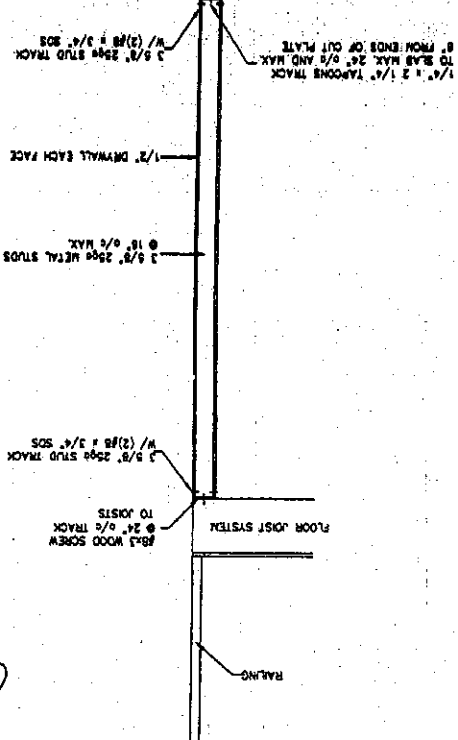 RAILING
FLOOR JOIST SYSTEM
#8x3 WOOD SCREW
@ 24" o/c TRACK
TO JOISTS
3 5/8" 25ga STUD TRACK
W/ (2)#8 x 3/4" SDS
3 5/8" 25ga METAL STUDS
@ 16" o/c MAX.
1/2" DRYWALL EACH FACE
1/4" x 2 1/4" TAPCONS TRACK
TO SLAB MAX. 24" o/c AND MAX.
8" FROM ENDS OF CUT PLATE
3 5/8" 25ga STUD TRACK
W/ (2)#8 x 3/4" SDS